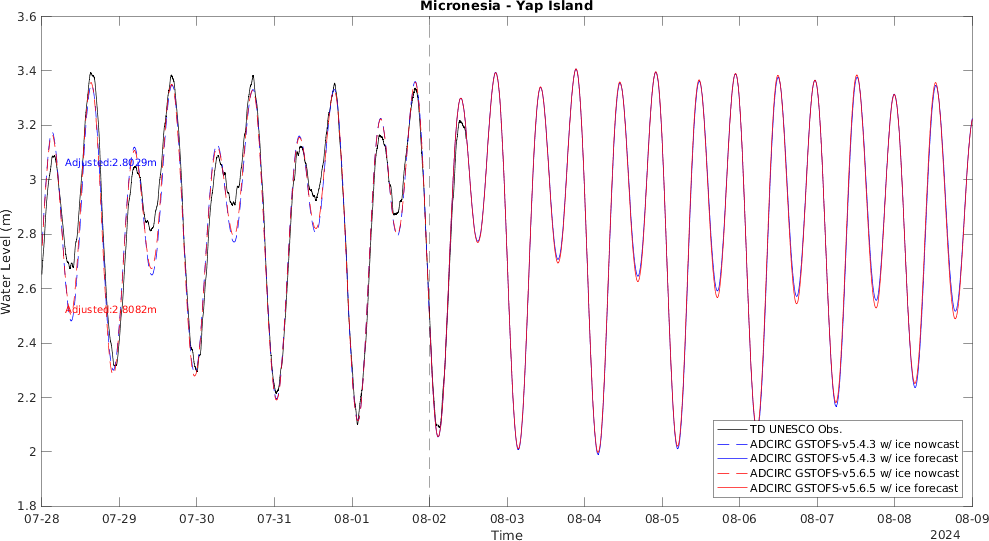 Micronesia - Yap Island
Water Level (m)
3.6
3.4
3.2
3
2.8
2.6
2.4
2.2
2
1.8
Adjusted:2.8029m
Adjusted:2.8082m
TD UNESCO Obs.
ADCIRC GSTOFS-v5.4.3 w/ ice nowcast
ADCIRC GSTOFS-v5.4.3 w/ ice forecast
ADCIRC GSTOFS-v5.6.5 w/ ice nowcast
ADCIRC GSTOFS-v5.6.5 w/ ice forecast
07-28 07-29 07-30 07-31 08-01 08-02 08-03 08-04 08-05 08-06 08-07 08-08 08-09
Time
2024